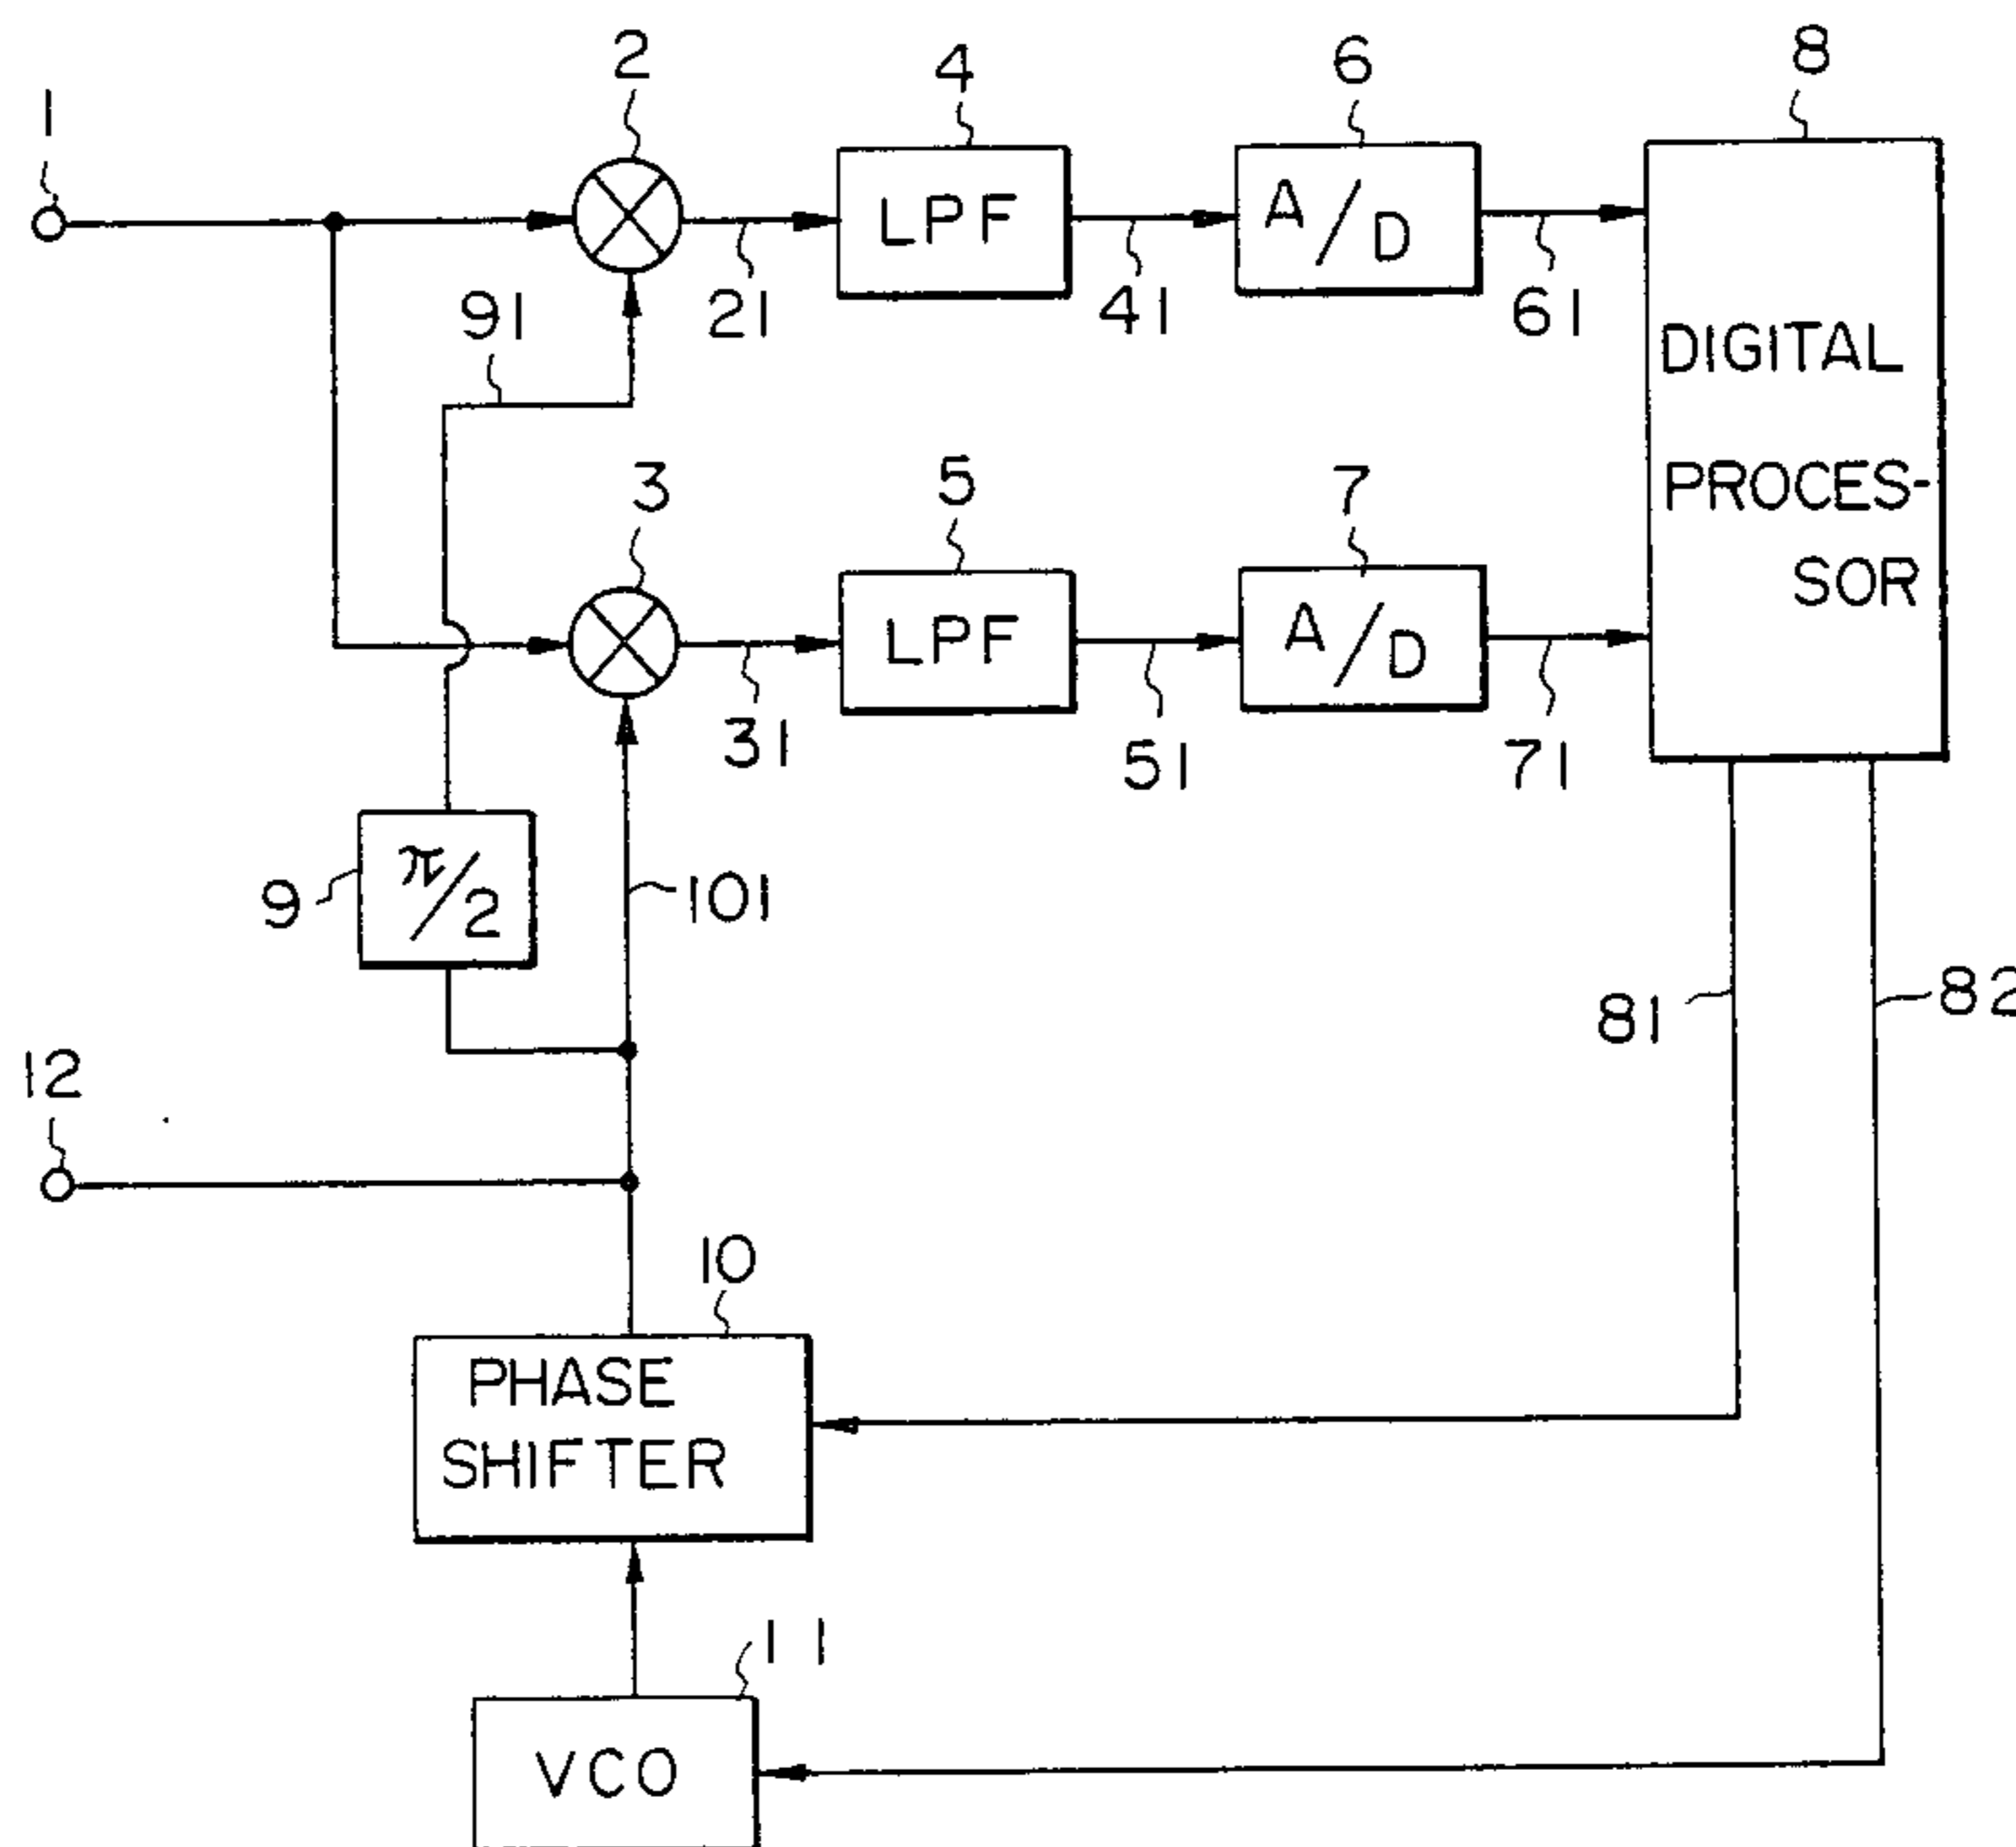 1
2
4
6
8
LPF
A/D
91
21
41
61
DIGITAL
PROCES-
SOR
3
5
7
LPF
A/D
31
51
71
9
π/2
101
81
82
12
10
PHASE
SHIFTER
11
VCO